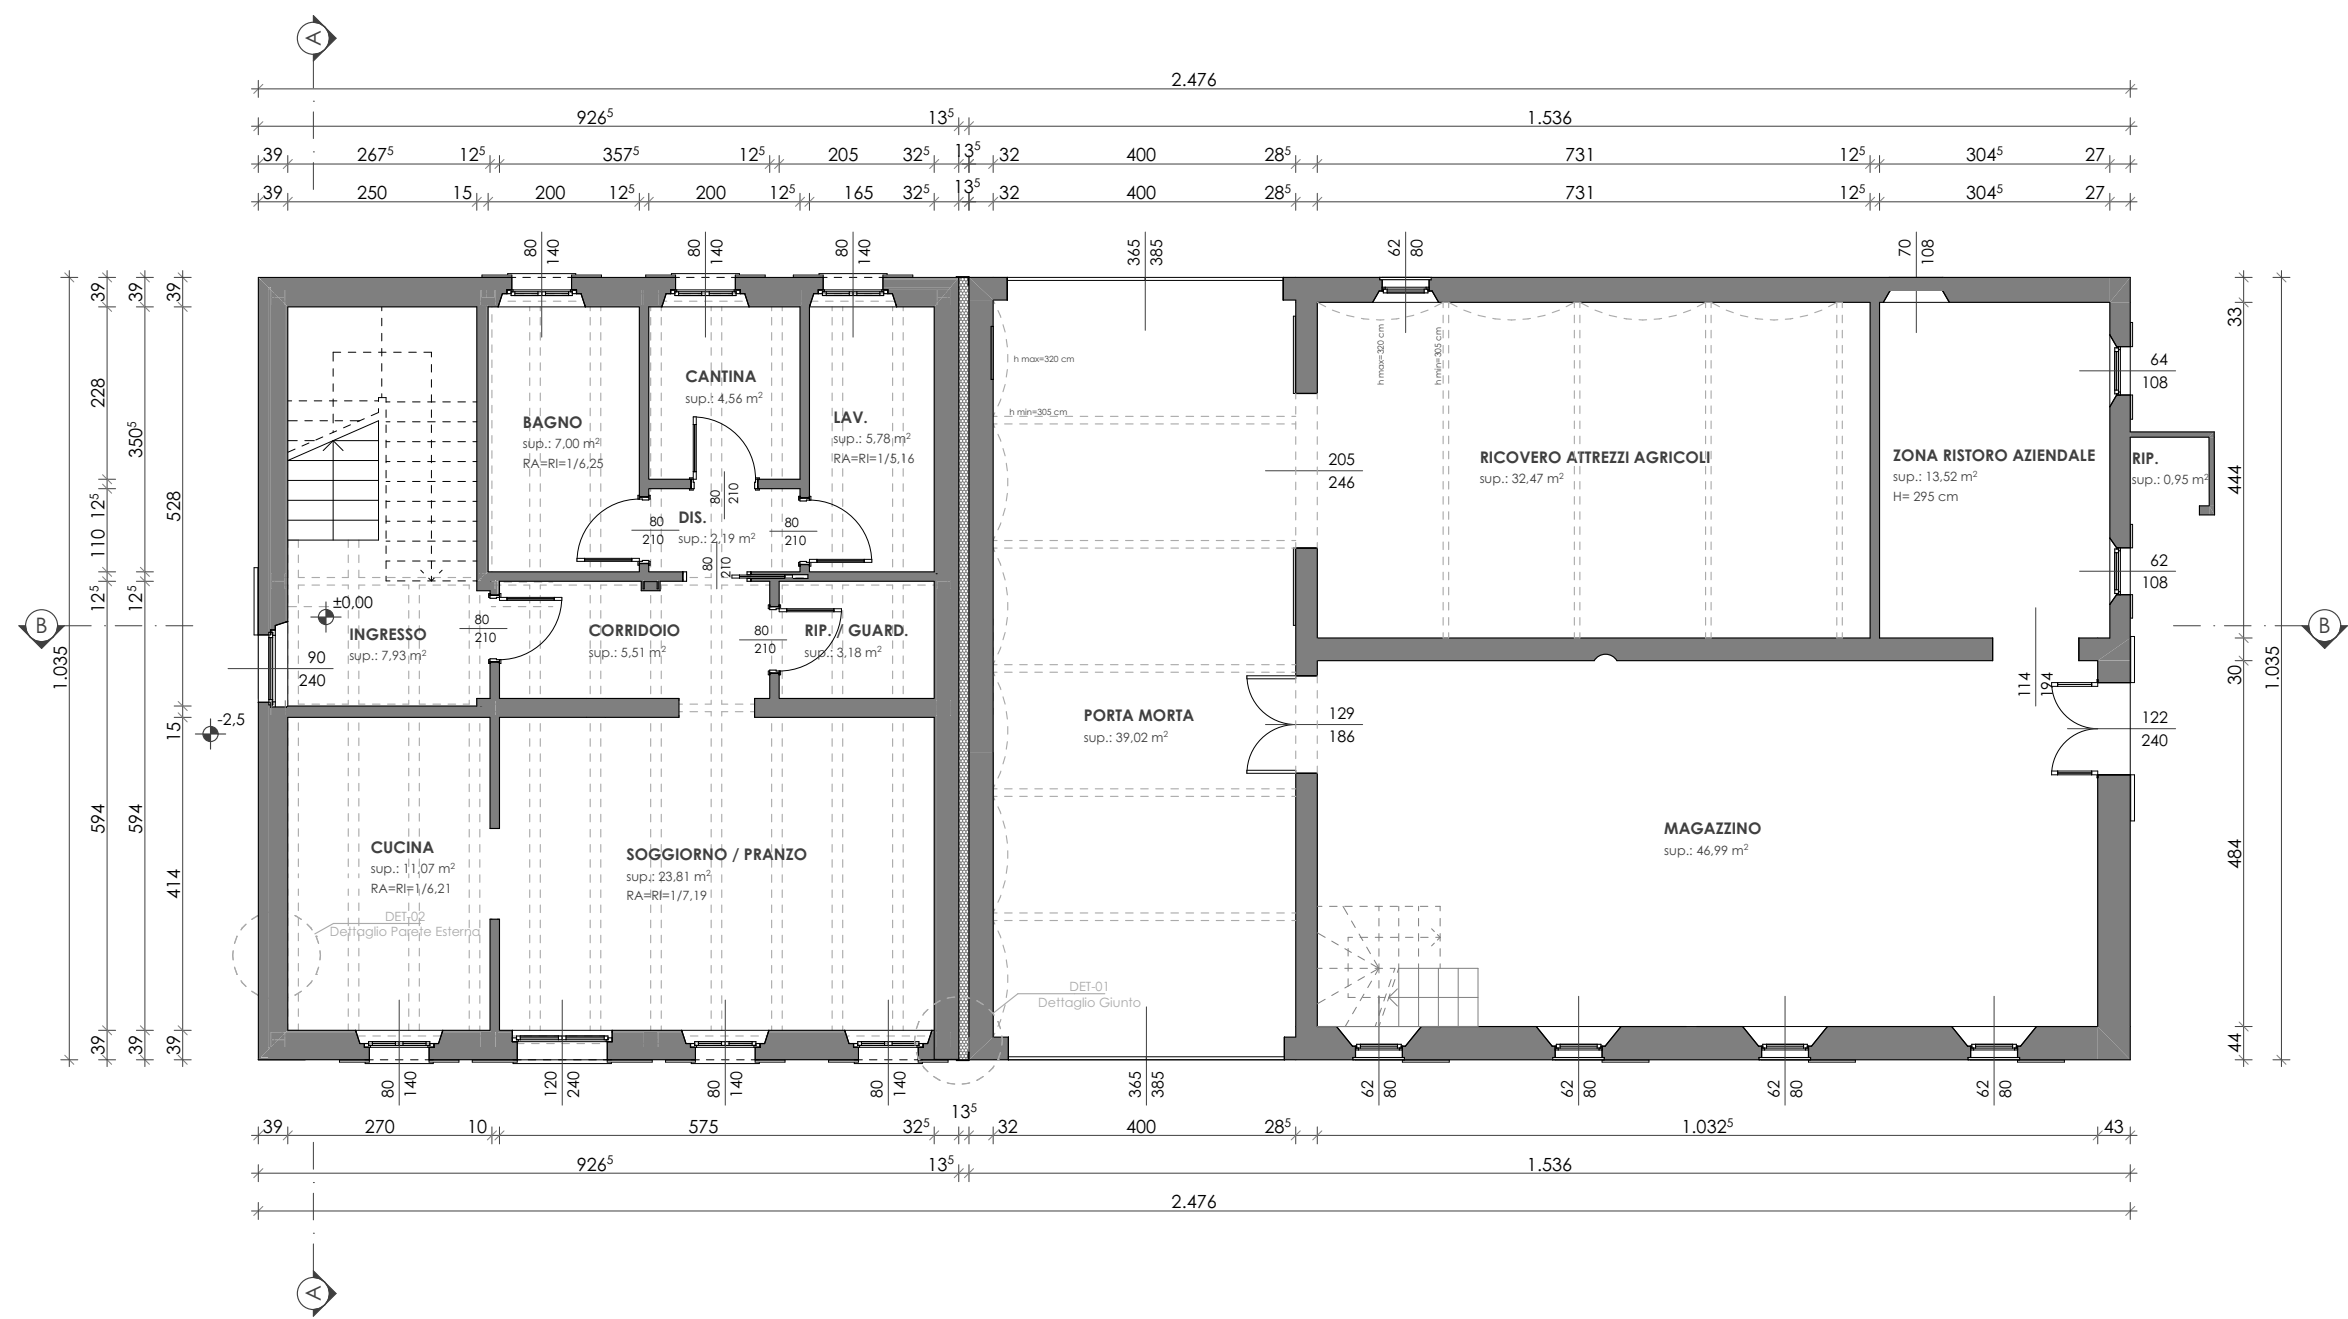 A
2.476
926⁵ 13⁵ 1.536
39 267⁵ 12⁵ 357⁵ 12⁵ 205 32⁵ 13⁵ 32 400 28⁵ 731 12⁵ 304⁵ 27
39 250 15 200 12⁵ 200 12⁵ 165 32⁵ 13⁵ 32 400 28⁵ 731 12⁵ 304⁵ 27
80 140
80 140
80 140
365 385
62 80
70 108
1.035
39 228 12⁵ 110 12⁵ 594 39
39 350⁵ 12⁵ 594 39
39 528 15 414 39
B
BAGNO
sup.: 7,00 m²
RA=RI=1/6,25
CANTINA
sup.: 4,56 m²
LAV.
sup.: 5,78 m²
RA=RI=1/5,16
DIS.
sup.: 2,19 m²
80 210
80 210
80 210
80 210
±0,00
INGRESSO
sup.: 7,93 m²
90
240
-2,5
80
210
CORRIDOIO
sup.: 5,51 m²
80
210
RIP. / GUARD.
sup.: 3,18 m²
CUCINA
sup.: 11,07 m²
RA=RI=1/6,21
DET-02
Dettaglio Parete Esterna
SOGGIORNO / PRANZO
sup.: 23,81 m²
RA=RI=1/7,19
h max=320 cm
h min=305 cm
PORTA MORTA
sup.: 39,02 m²
DET-01
Dettaglio Giunto
h max=320 cm
h min=305 cm
205
246
RICOVERO ATTREZZI AGRICOLI
sup.: 32,47 m²
ZONA RISTORO AZIENDALE
sup.: 13,52 m²
H= 295 cm
64
108
RIP.
sup.: 0,95 m²
62
108
129
186
114 194
122
240
MAGAZZINO
sup.: 46,99 m²
33 444 30 484 44
1.035
B
80 140
120 240
80 140
80 140
365 385
62 80
62 80
62 80
62 80
39 270 10 575 32⁵ 13⁵ 32 400 28⁵ 1.032⁵ 43
926⁵ 13⁵ 1.536
2.476
A